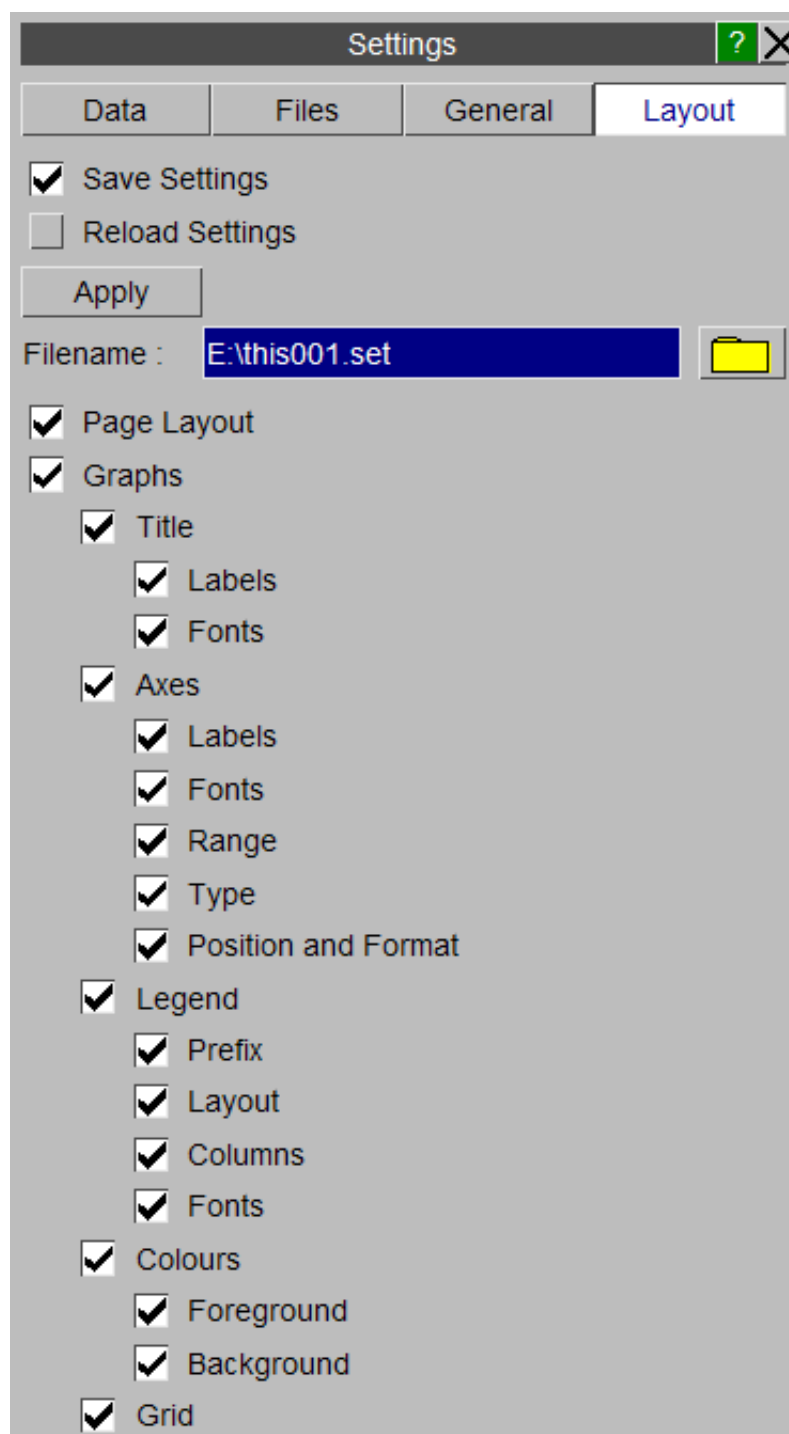 Settings ?
Data Files General Layout
Save Settings
Reload Settings
Apply
Filename : E:\this001.set
Page Layout
Graphs
Title
Labels
Fonts
Axes
Labels
Fonts
Range
Type
Position and Format
Legend
Prefix
Layout
Columns
Fonts
Colours
Foreground
Background
Grid